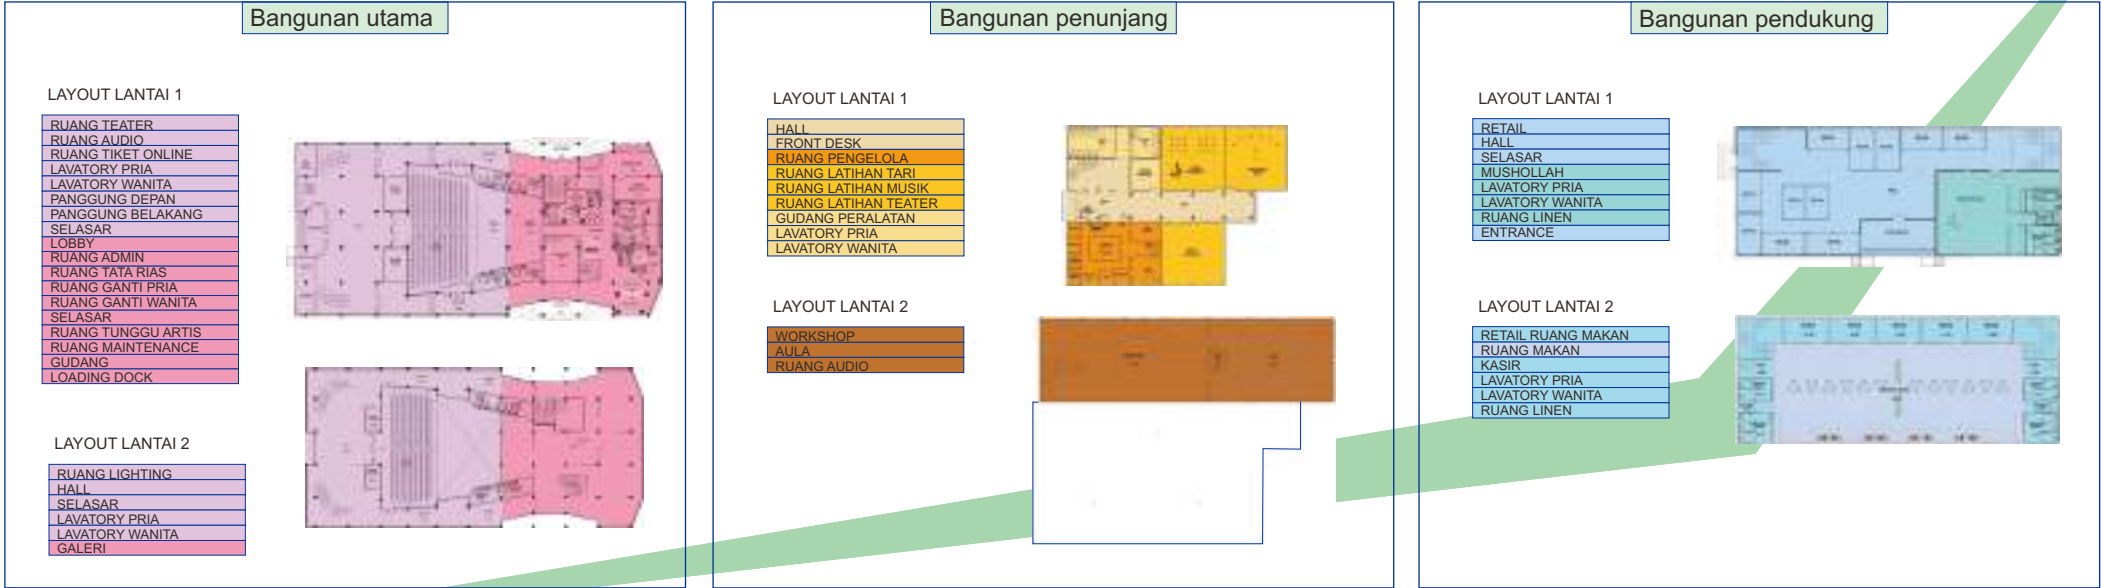 Bangunan utama
LAYOUT LANTAI 1
RUANG TEATER
RUANG AUDIO
RUANG TIKET ONLINE
LAVATORY PRIA
LAVATORY WANITA
PANGGUNG DEPAN
PANGGUNG BELAKANG
SELASAR
LOBBY
RUANG ADMIN
RUANG TATA RIAS
RUANG GANTI PRIA
RUANG GANTI WANITA
SELASAR
RUANG TUNGGU ARTIS
RUANG MAINTENANCE
GUDANG
LOADING DOCK
LAYOUT LANTAI 2
RUANG LIGHTING
HALL
SELASAR
LAVATORY PRIA
LAVATORY WANITA
GALERI
Bangunan penunjang
LAYOUT LANTAI 1
HALL
FRONT DESK
RUANG PENGELOLA
RUANG LATIHAN TARI
RUANG LATIHAN MUSIK
RUANG LATIHAN TEATER
GUDANG PERALATAN
LAVATORY PRIA
LAVATORY WANITA
LAYOUT LANTAI 2
WORKSHOP
AULA
RUANG AUDIO
Bangunan pendukung
LAYOUT LANTAI 1
RETAIL
HALL
SELASAR
MUSHOLLAH
LAVATORY PRIA
LAVATORY WANITA
RUANG LINEN
ENTRANCE
LAYOUT LANTAI 2
RETAIL RUANG MAKAN
RUANG MAKAN
KASIR
LAVATORY PRIA
LAVATORY WANITA
RUANG LINEN